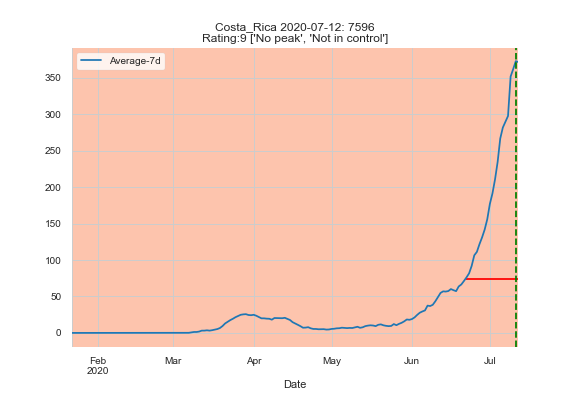 Costa_Rica 2020-07-12: 7596
Rating:9 ['No peak', 'Not in control']
Average-7d
350
300
250
200
150
100
50
0
Feb Mar Apr May Jun Jul
2020
Date